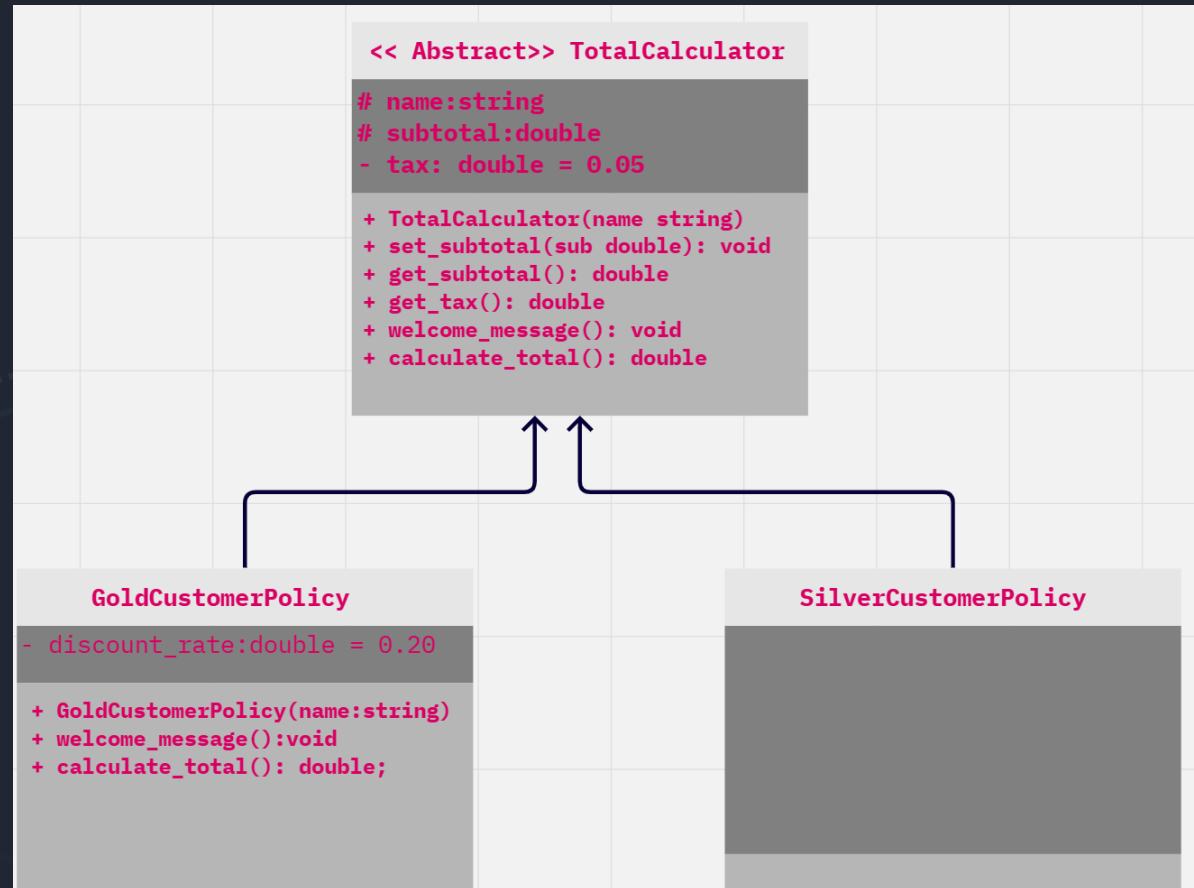 << Abstract>> TotalCalculator
# name:string
# subtotal:double
- tax: double = 0.05
+ TotalCalculator(name string)
+ set_subtotal(sub double): void
+ get_subtotal(): double
+ get_tax(): double
+ welcome_message(): void
+ calculate_total(): double
GoldCustomerPolicy
- discount_rate:double = 0.20
+ GoldCustomerPolicy(name:string)
+ welcome_message():void
+ calculate_total(): double;
SilverCustomerPolicy